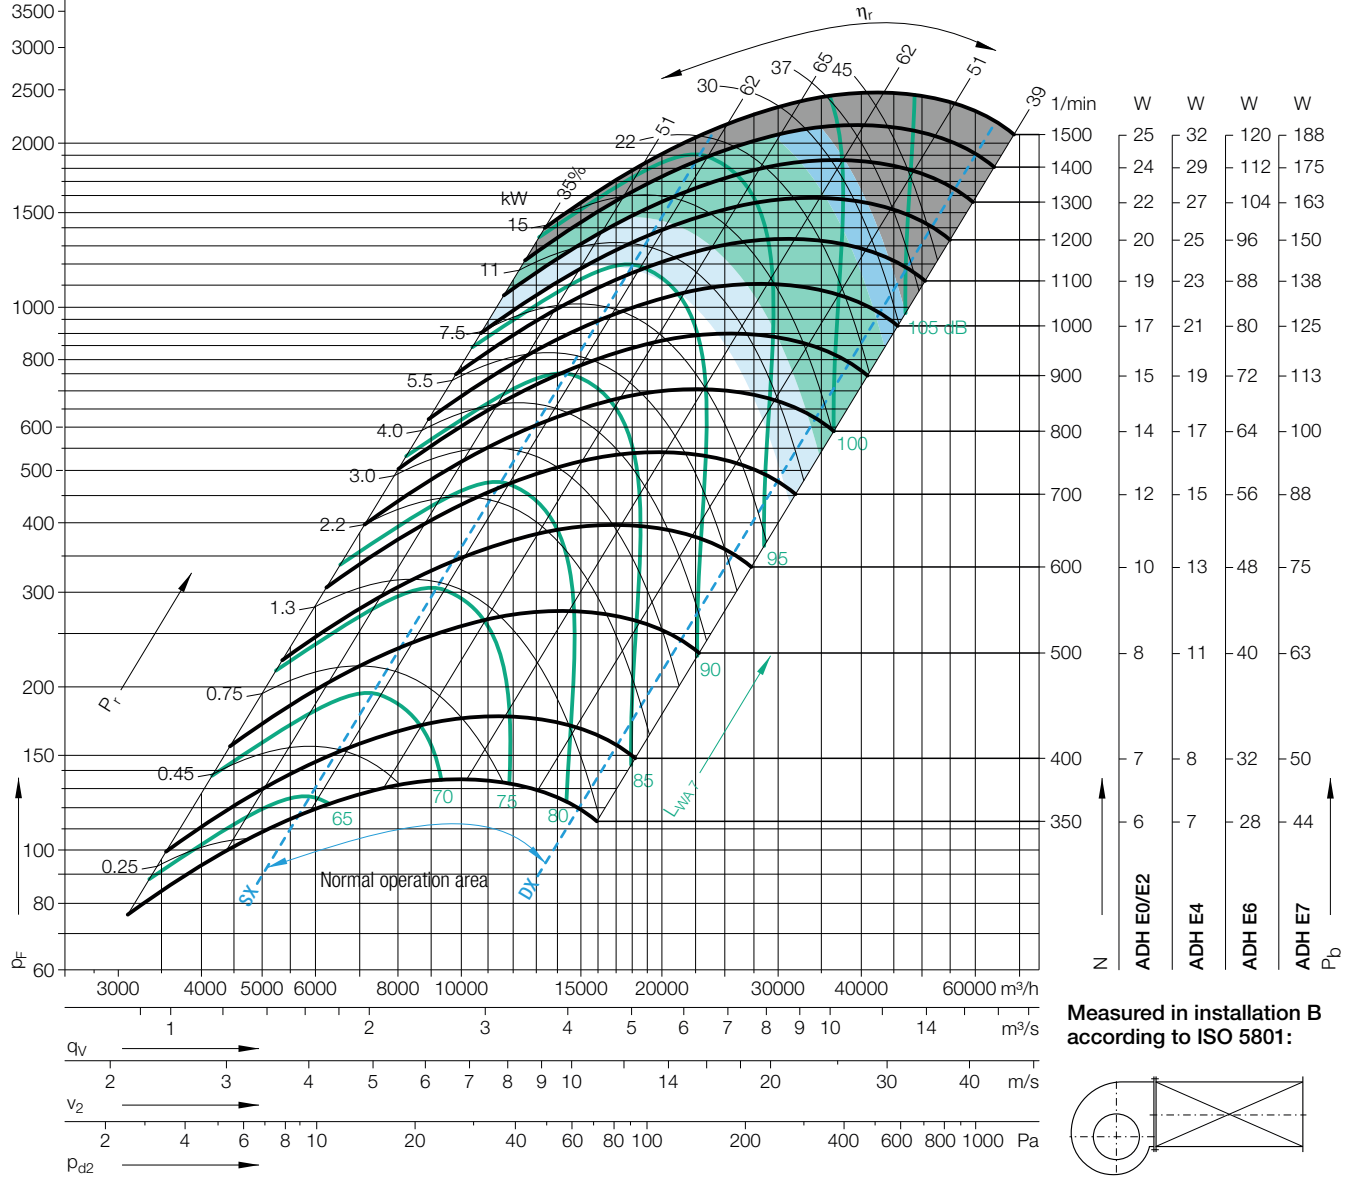 η_r
3500
3000
2500
2000
1500
1000
800
600
500
400
300
200
150
100
80
60
p_F
kW
15
11
7.5
5.5
4.0
3.0
2.2
1.3
0.75
0.45
0.25
22
30
37
45
35%
51
62
65
62
51
39
P_r
65
70
75
80
85
90
95
100
105 dB
L_WA 7
SX
Normal operation area
DX
1/min W W W W
1500 25 32 120 188
1400 24 29 112 175
1300 22 27 104 163
1200 20 25 96 150
1100 19 23 88 138
1000 17 21 80 125
900 15 19 72 113
800 14 17 64 100
700 12 15 56 88
600 10 13 48 75
500 8 11 40 63
400 7 8 32 50
350 6 7 28 44
N ADH E0/E2 ADH E4 ADH E6 ADH E7 P_b
3000 4000 5000 6000 8000 10000 15000 20000 30000 40000 60000 m³/h
1 2 3 4 5 6 7 8 9 10 14 m³/s
q_V
2 3 4 5 6 7 8 9 10 14 20 30 40 m/s
v_2
2 4 6 8 10 20 40 60 80 100 200 400 600 800 1000 Pa
p_d2
Measured in installation B
according to ISO 5801: